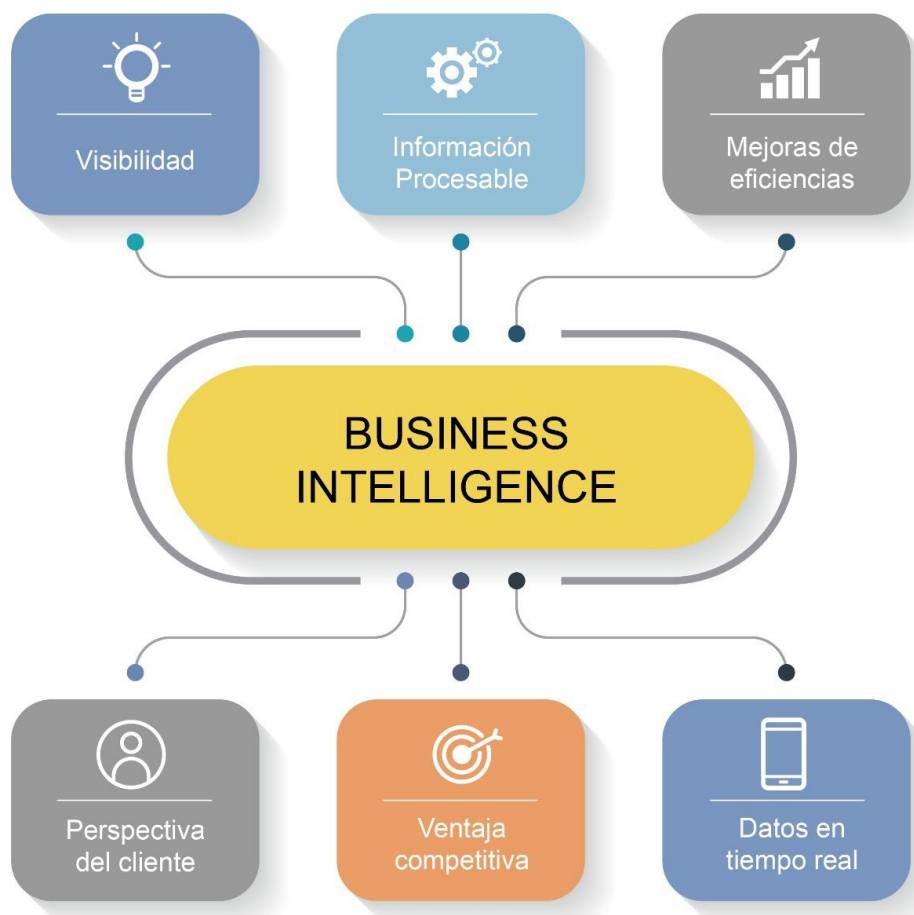 Visibilidad
Información
Procesable
Mejoras de
eficiencias
BUSINESS
INTELLIGENCE
Perspectiva
del cliente
Ventaja
competitiva
Datos en
tiempo real